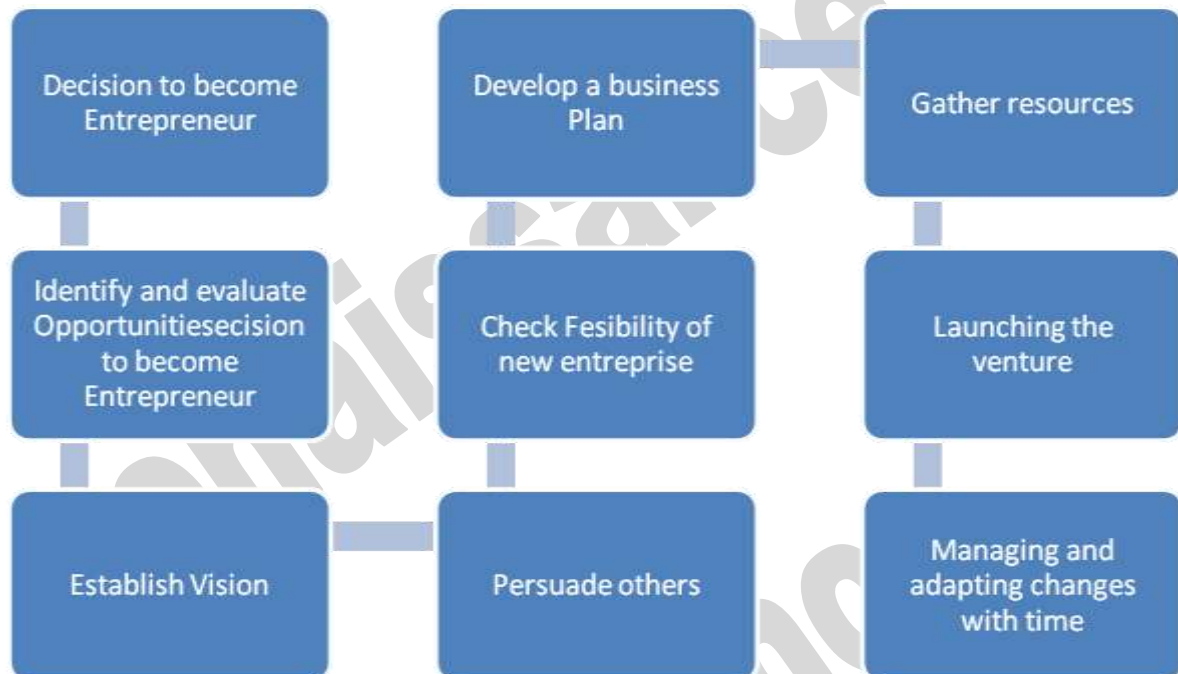 Decision to become
Entrepreneur
Identify and evaluate
Opportunitiesecision
to become
Entrepreneur
Establish Vision
Persuade others
Check Fesibility of
new entreprise
Develop a business
Plan
Gather resources
Launching the
venture
Managing and
adapting changes
with time